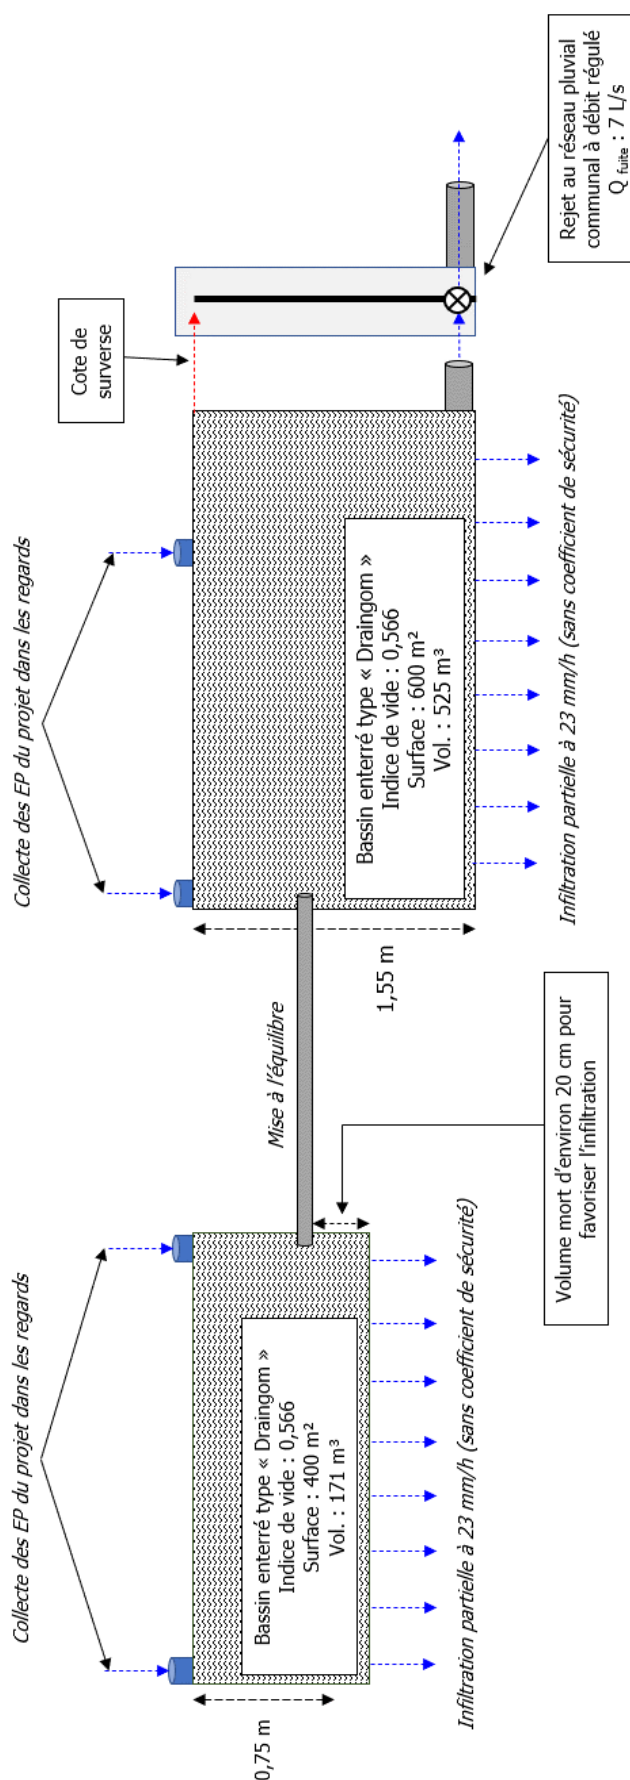 Collecte des EP du projet dans les regards
Collecte des EP du projet dans les regards
Cote de
surverse
0,75 m
Bassin enterré type « Draingom »
Indice de vide : 0,566
Surface : 400 m²
Vol. : 171 m³
Mise à l'équilibre
1,55 m
Bassin enterré type « Draingom »
Indice de vide : 0,566
Surface : 600 m²
Vol. : 525 m³
Infiltration partielle à 23 mm/h (sans coefficient de sécurité)
Volume mort d'environ 20 cm pour
favoriser l'infiltration
Infiltration partielle à 23 mm/h (sans coefficient de sécurité)
Rejet au réseau pluvial
communal à débit régulé
Q fuite : 7 L/s